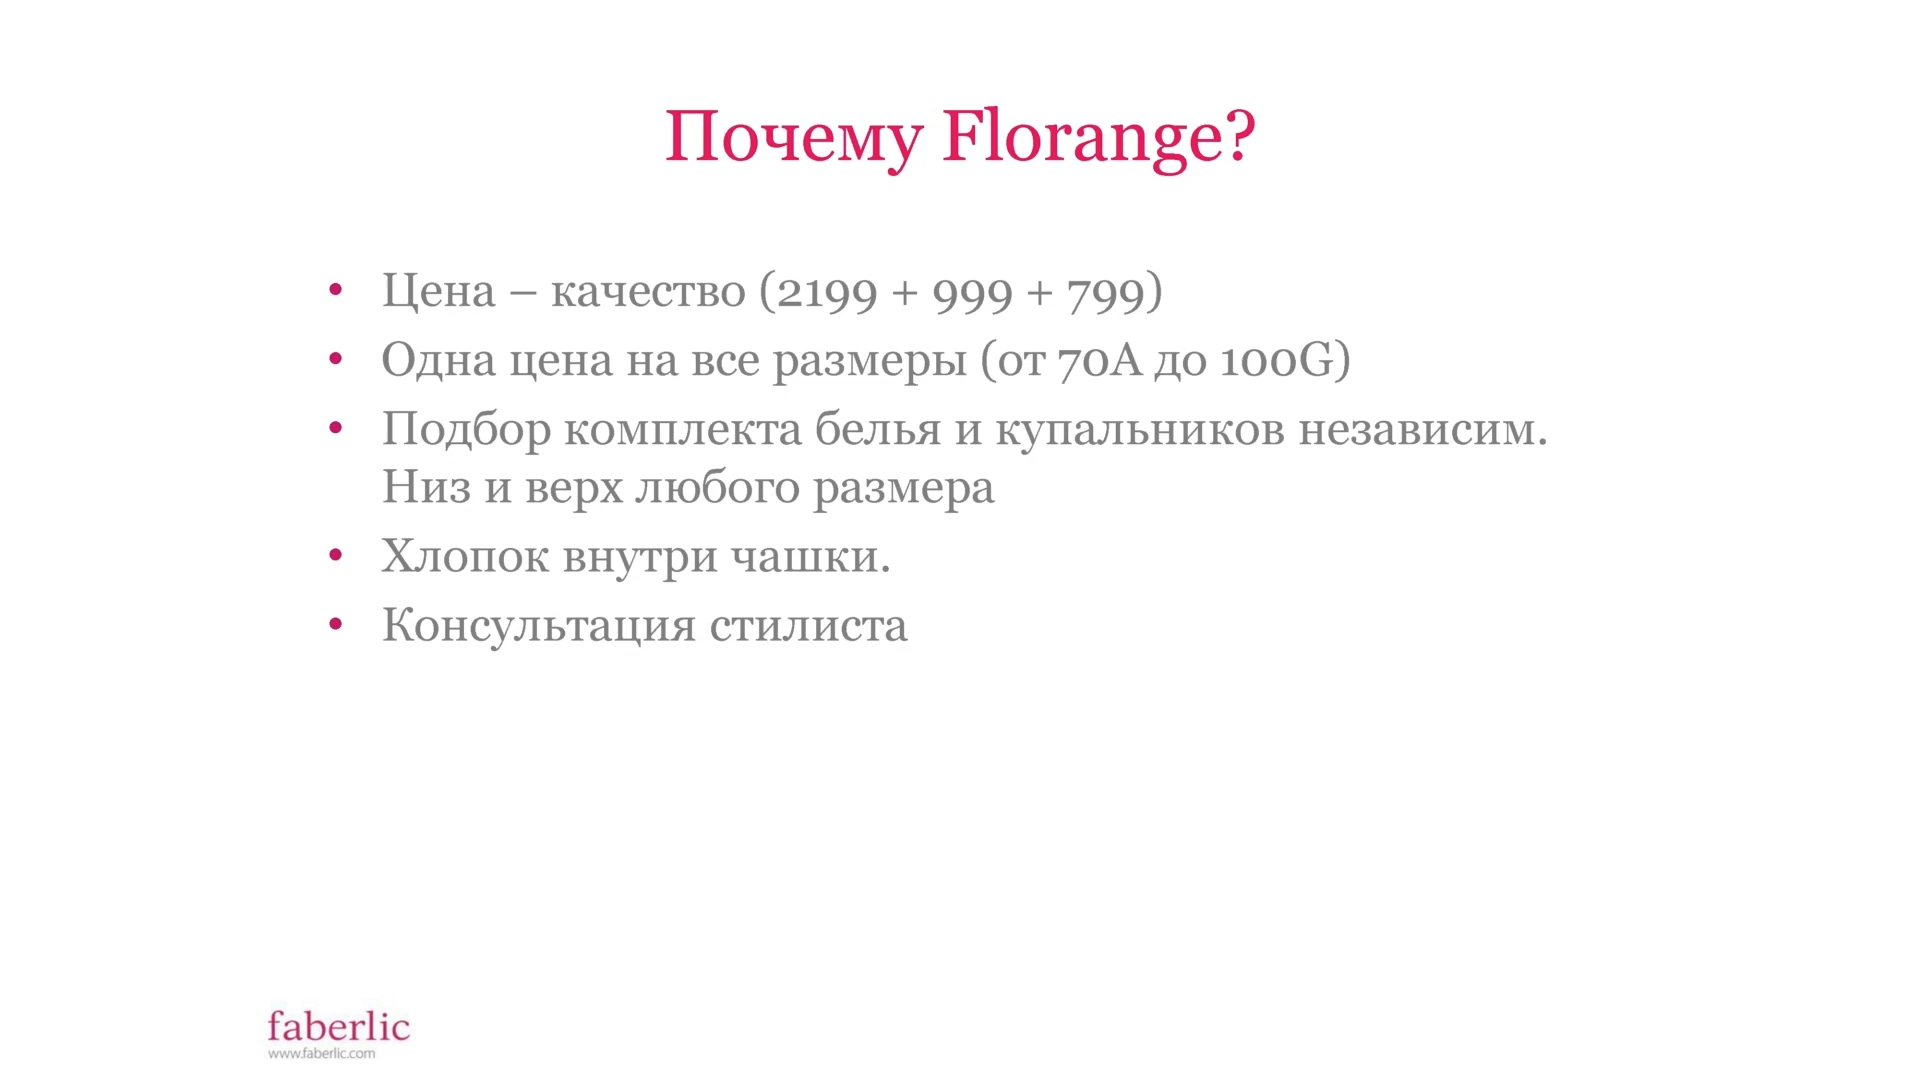 Почему Florange?
• Цена – качество (2199 + 999 + 799)
• Одна цена на все размеры (от 70A до 100G)
• Подбор комплекта белья и купальников независим.
Низ и верх любого размера
• Хлопок внутри чашки.
• Консультация стилиста
faberlic
www.faberlic.com